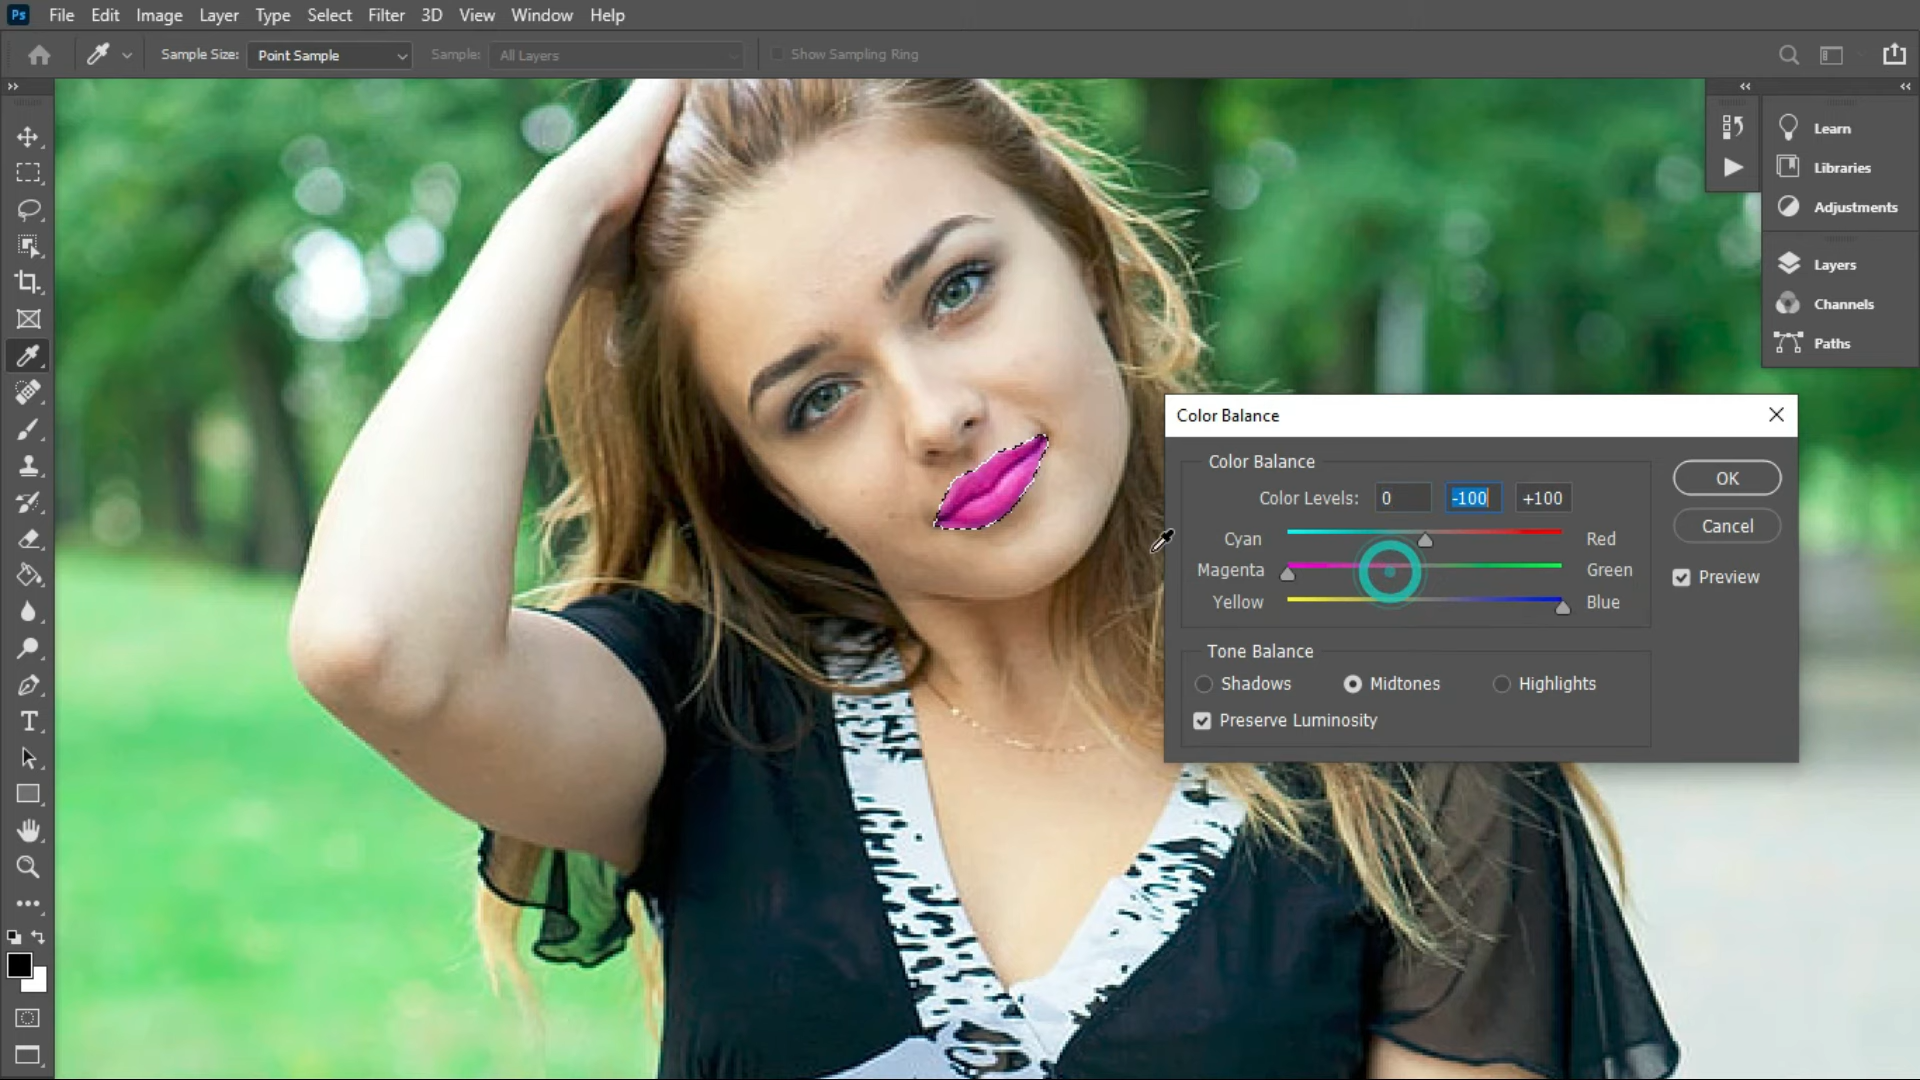 Ps File Edit Image Layer Type Select Filter 3D View Window Help
Sample Size: Point Sample Sample: All Layers Show Sampling Ring
Learn
Libraries
Adjustments
Layers
Channels
Paths
Color Balance
Color Balance
Color Levels: 0 -100 +100
Cyan Red
Magenta Green
Yellow Blue
Tone Balance
Shadows Midtones Highlights
Preserve Luminosity
OK
Cancel
Preview